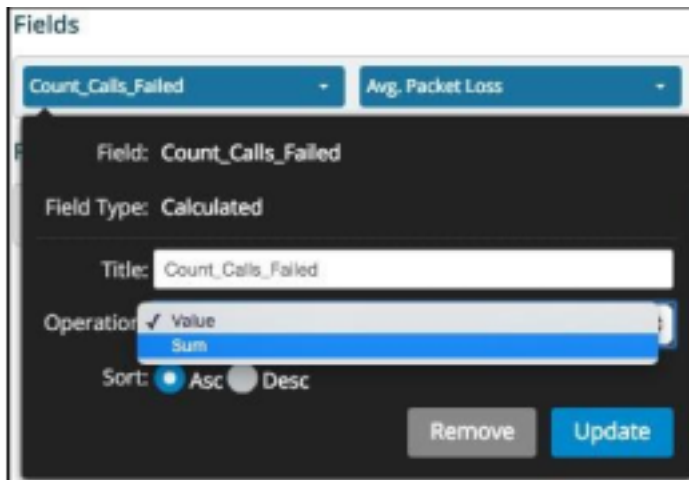 Fields
Count_Calls_Failed Avg. Packet Loss
Field: Count_Calls_Failed
Field Type: Calculated
Title: Count_Calls_Failed
Operation ✓ Value
Sum
Sort: Asc Desc
Remove Update